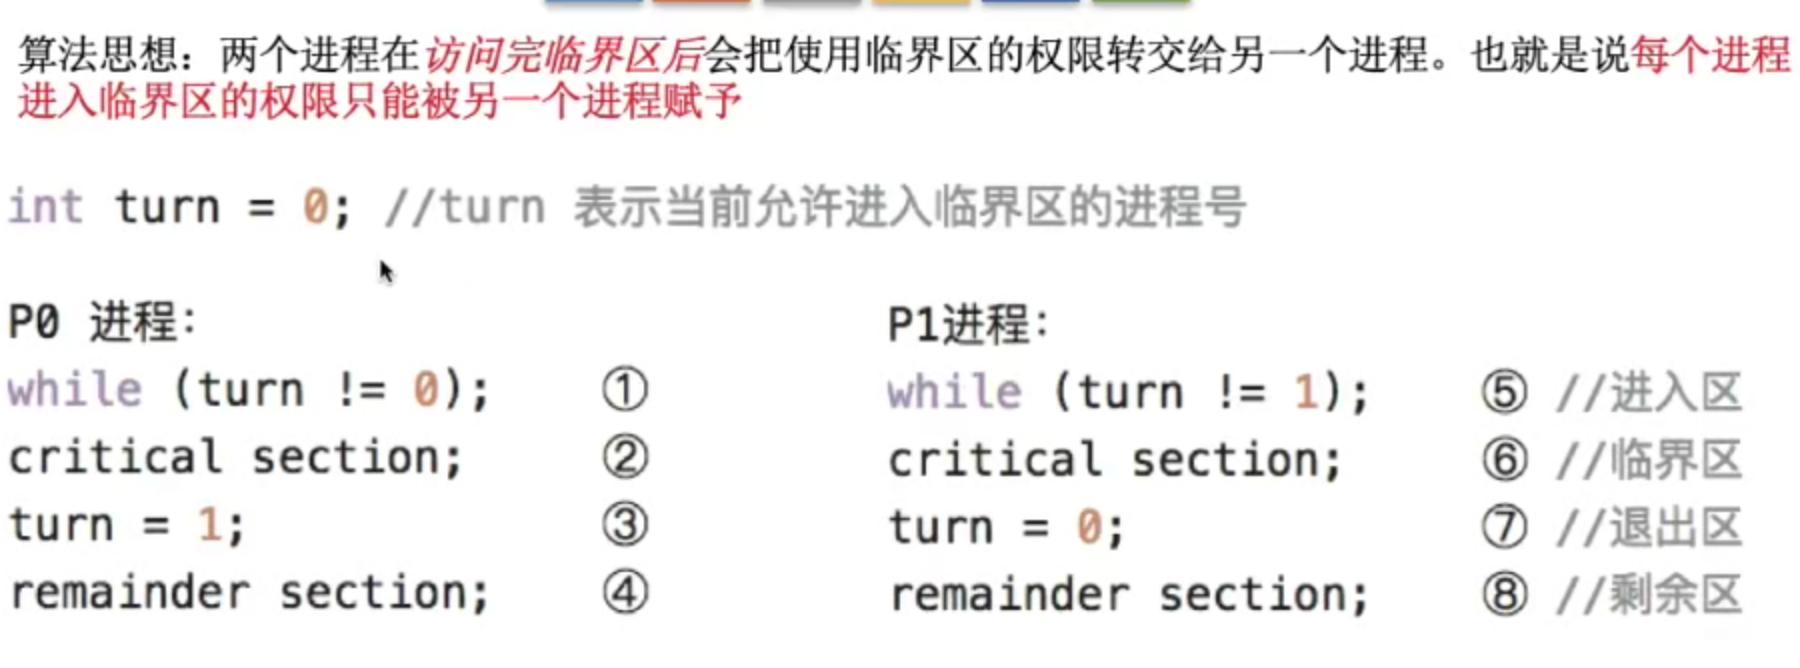 算法思想：两个进程在访问完临界区后会把使用临界区的权限转交给另一个进程。也就是说每个进程
进入临界区的权限只能被另一个进程赋予
int turn = 0; //turn 表示当前允许进入临界区的进程号
P0 进程：
while (turn != 0); ①
critical section; ②
turn = 1; ③
remainder section; ④
P1进程：
while (turn != 1); ⑤ //进入区
critical section; ⑥ //临界区
turn = 0; ⑦ //退出区
remainder section; ⑧ //剩余区